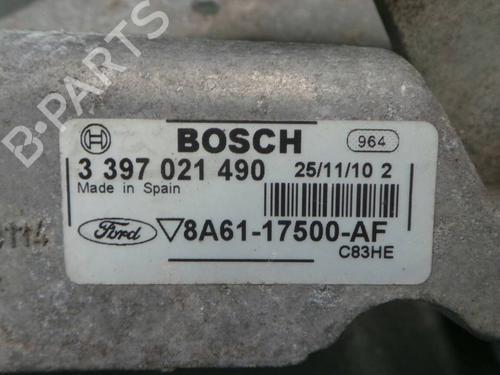 BOSCH
964
3 397 021 490
25/11/10 2
Made in Spain
Ford
8A61-17500-AF
C83HE
B-PARTS